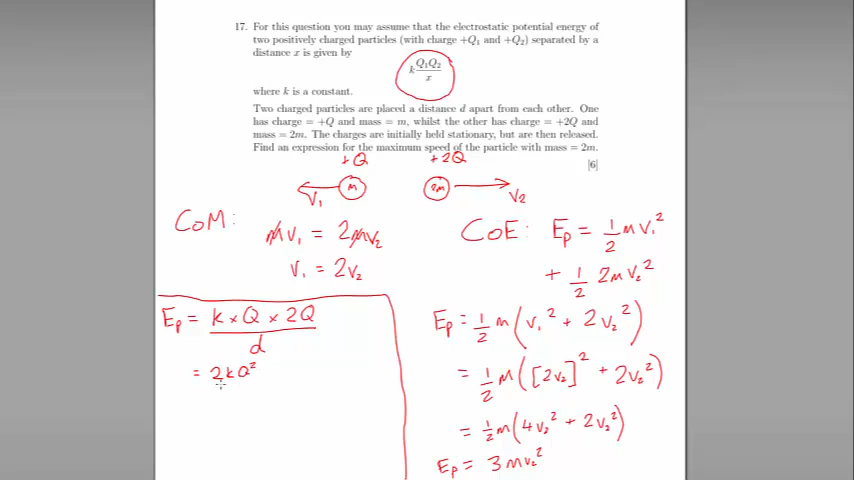 17. For this question you may assume that the electrostatic potential energy of
two positively charged particles (with charge +Q1 and +Q2) separated by a
distance x is given by
k Q1Q2 / x
where k is a constant.
Two charged particles are placed a distance d apart from each other. One
has charge = +Q and mass = m, whilst the other has charge = +2Q and
mass = 2m. The charges are initially held stationary, but are then released.
Find an expression for the maximum speed of the particle with mass = 2m.
[6]
+Q +2Q
m 2m
V1 V2
CoM:
mv1 = 2mv2
v1 = 2v2
Ep = k × Q × 2Q / d
= 2kQ²
CoE: Ep = 1/2 mv1²
+ 1/2 2mv2²
Ep = 1/2 m(v1² + 2v2²)
= 1/2 m([2v2]² + 2v2²)
= 1/2 m(4v2² + 2v2²)
Ep = 3mv2²